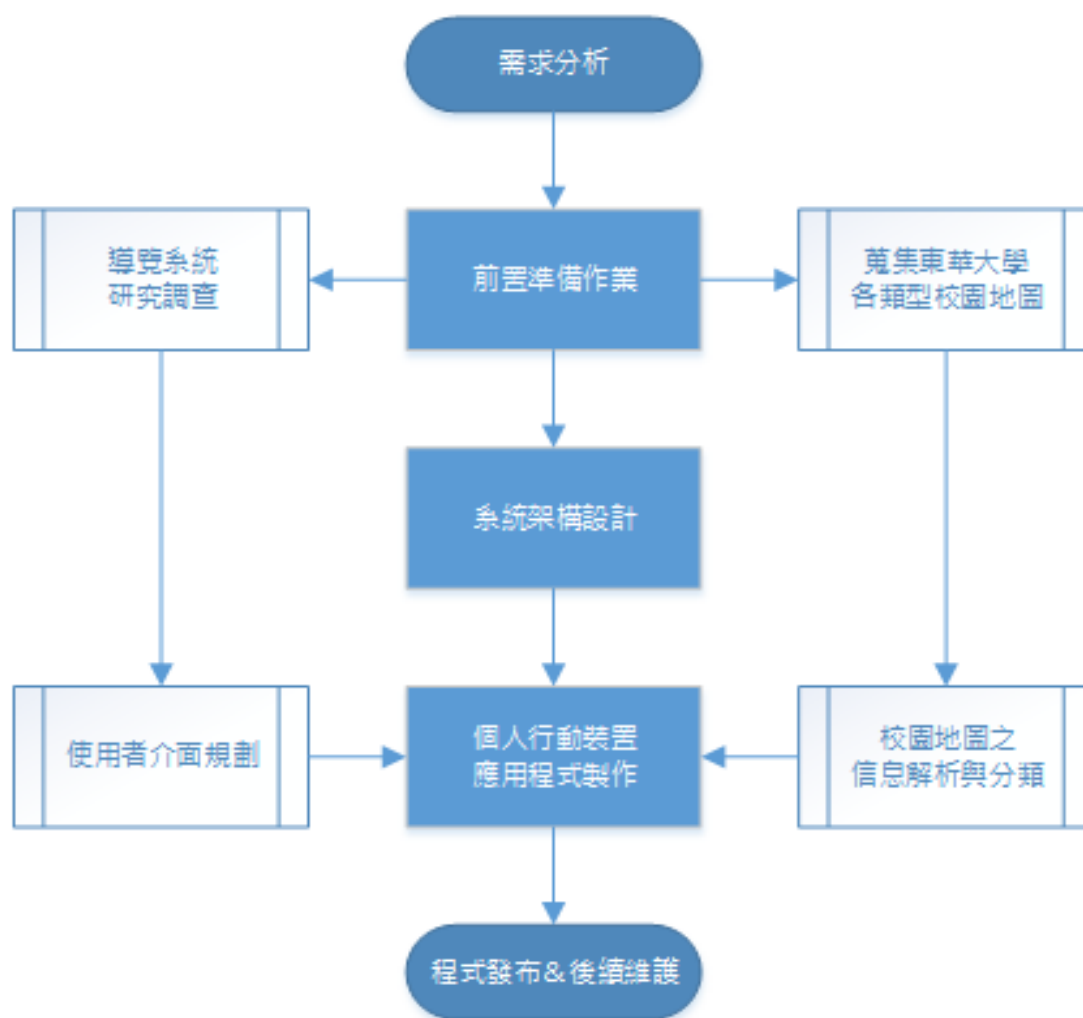 需求分析
導覽系統
研究調查
前置準備作業
蒐集東華大學
各類型校園地圖
系統架構設計
使用者介面規劃
個人行動裝置
應用程式製作
校園地圖之
信息解析與分類
程式發布&後續維護